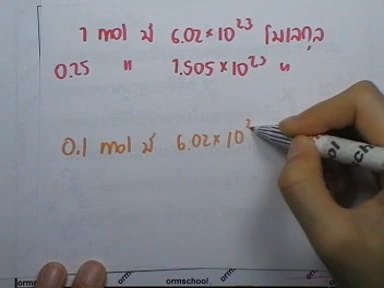 1 mol มี 6.02 × 10²³ โมเลกุล
0.25 " 1.505 × 10²³ "
0.1 mol มี 6.02 × 10²
ormschool